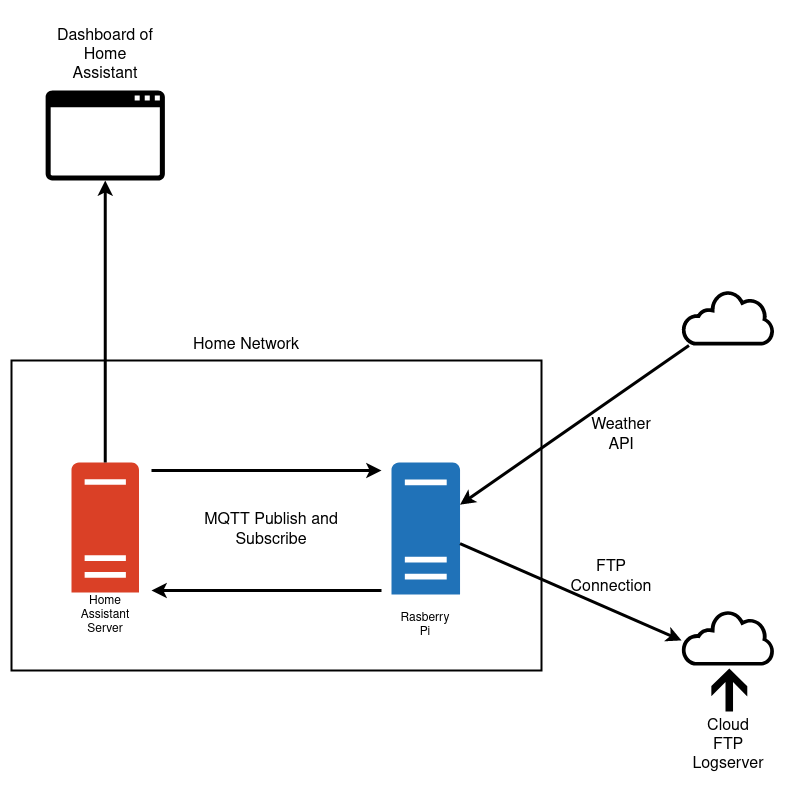 Dashboard of
Home
Assistant
Home Network
Weather
API
MQTT Publish and
Subscribe
FTP
Connection
Home
Assistant
Server
Rasberry
Pi
Cloud
FTP
Logserver